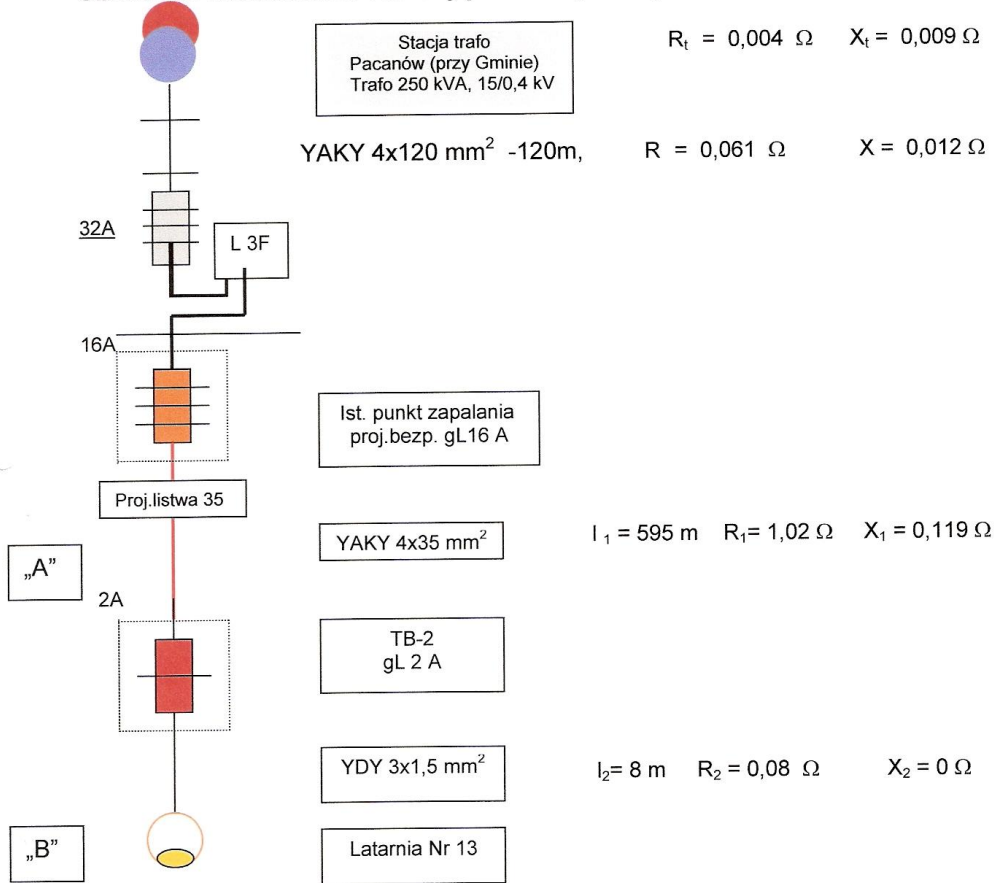 Stacja trafo
Pacanów (przy Gminie)
Trafo 250 kVA, 15/0,4 kV
Rt = 0,004 Ω Xt = 0,009 Ω
YAKY 4x120 mm² -120m, R = 0,061 Ω X = 0,012 Ω
32A
L 3F
16A
Ist. punkt zapalania
proj.bezp. gL16 A
Proj.listwa 35
YAKY 4x35 mm²
l 1 = 595 m R1= 1,02 Ω X1 = 0,119 Ω
„A”
2A
TB-2
gL 2 A
YDY 3x1,5 mm²
l2= 8 m R2 = 0,08 Ω X2 = 0 Ω
„B”
Latarnia Nr 13